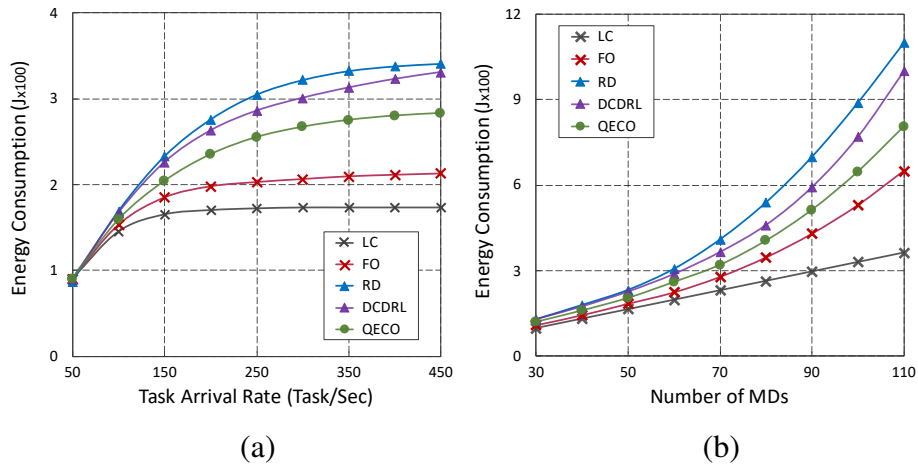 4
3
2
1
0
50
150
250
350
450
Energy Consumption (Jx100)
Task Arrival Rate (Task/Sec)
LC
FO
RD
DCDRL
QECO
(a)
12
9
6
3
0
30
50
70
90
110
Energy Consumption (Jx100)
Number of MDs
LC
FO
RD
DCDRL
QECO
(b)